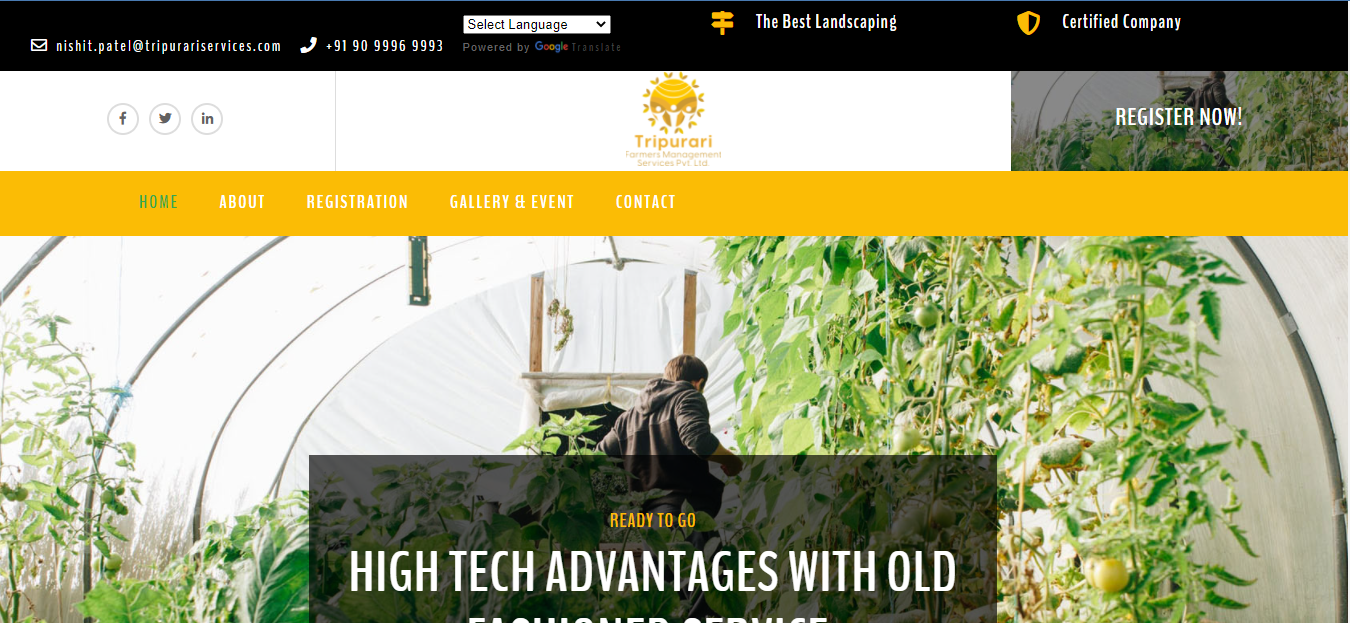 Select Language
The Best Landscaping
Certified Company
nishit.patel@tripurariservices.com
+91 90 9996 9993
Powered by Google Translate
Tripurari
Farmers Management
Services Pvt. Ltd.
REGISTER NOW!
HOME
ABOUT
REGISTRATION
GALLERY & EVENT
CONTACT
READY TO GO
HIGH TECH ADVANTAGES WITH OLD
FASHIONED SERVICE